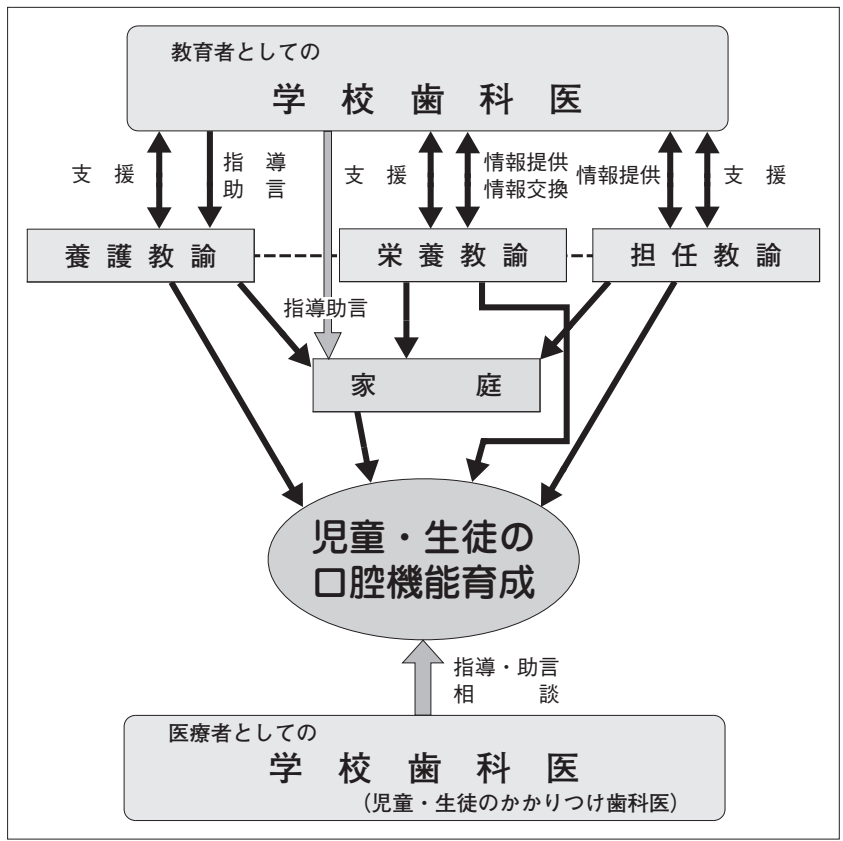 教育者としての
学校歯科医
支援
指導
助言
支援
情報提供
情報交換
情報提供
支援
養護教諭
栄養教諭
担任教諭
指導助言
家庭
児童・生徒の
口腔機能育成
指導・助言
相談
医療者としての
学校歯科医
（児童・生徒のかかりつけ歯科医）